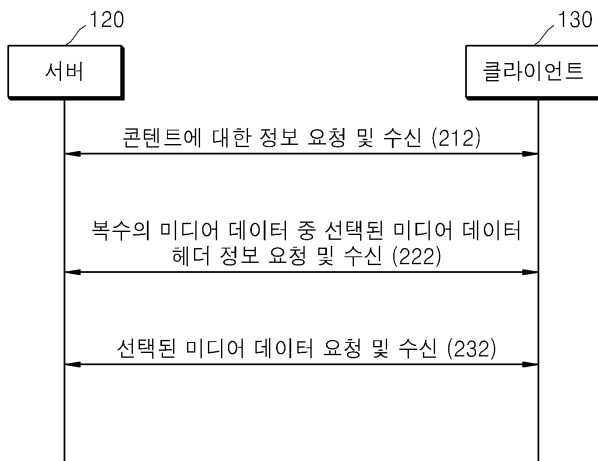 120
130
서버
클라이언트
콘텐트에 대한 정보 요청 및 수신 (212)
복수의 미디어 데이터 중 선택된 미디어 데이터
헤더 정보 요청 및 수신 (222)
선택된 미디어 데이터 요청 및 수신 (232)